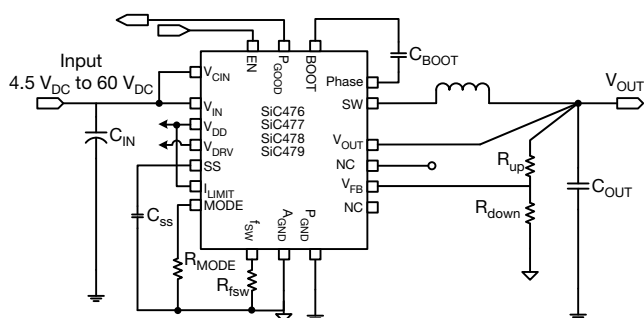 Input
4.5 VDC to 60 VDC
CIN
EN
PGOOD
BOOT
CBOOT
VCIN
VIN
VDD
VDRV
SS
ILIMIT
MODE
SiC476
SiC477
SiC478
SiC479
Phase
SW
VOUT
NC
VFB
NC
fSW
AGND
PGND
Css
RMODE
Rfsw
VOUT
Rup
Rdown
COUT